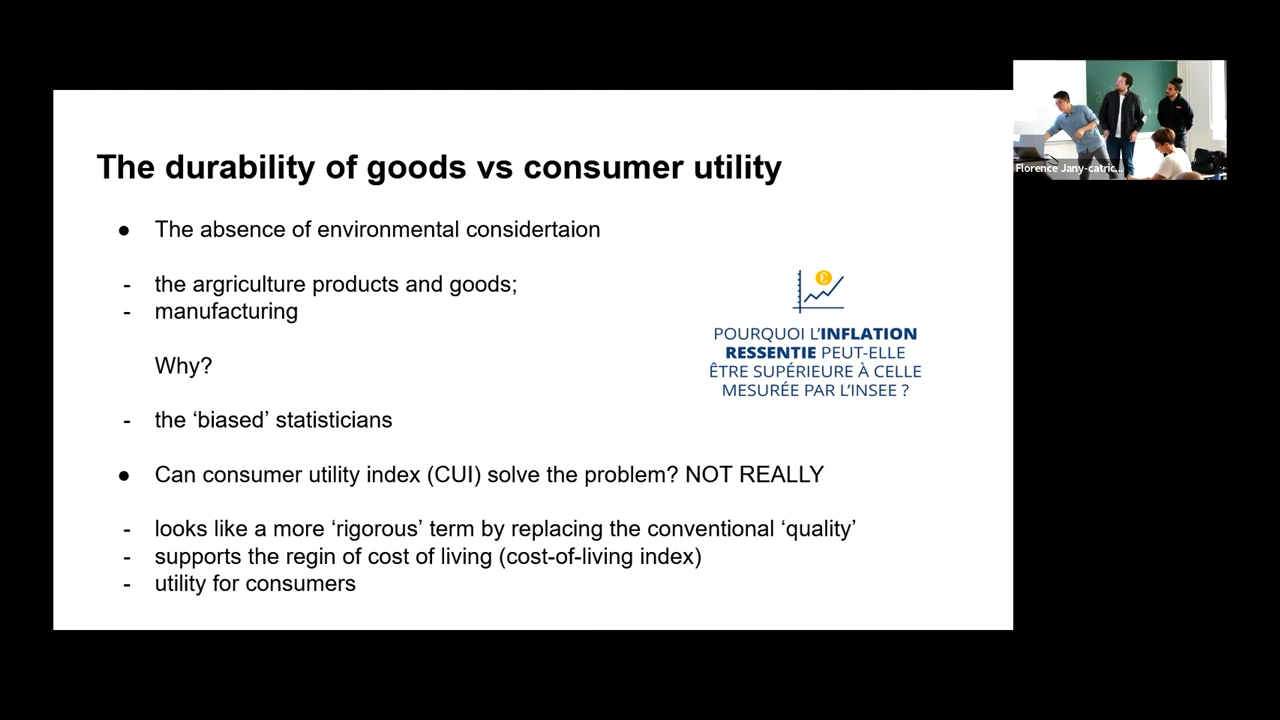 The durability of goods vs consumer utility
● The absence of environmental considertaion
- the argriculture products and goods;
- manufacturing
Why?
- the ‘biased’ statisticians
● Can consumer utility index (CUI) solve the problem? NOT REALLY
- looks like a more ‘rigorous’ term by replacing the conventional ‘quality’
- supports the regin of cost of living (cost-of-living index)
- utility for consumers
€
POURQUOI L’INFLATION
RESSENTIE PEUT-ELLE
ÊTRE SUPÉRIEURE À CELLE
MESURÉE PAR L’INSEE ?
Florence Jany-catric...